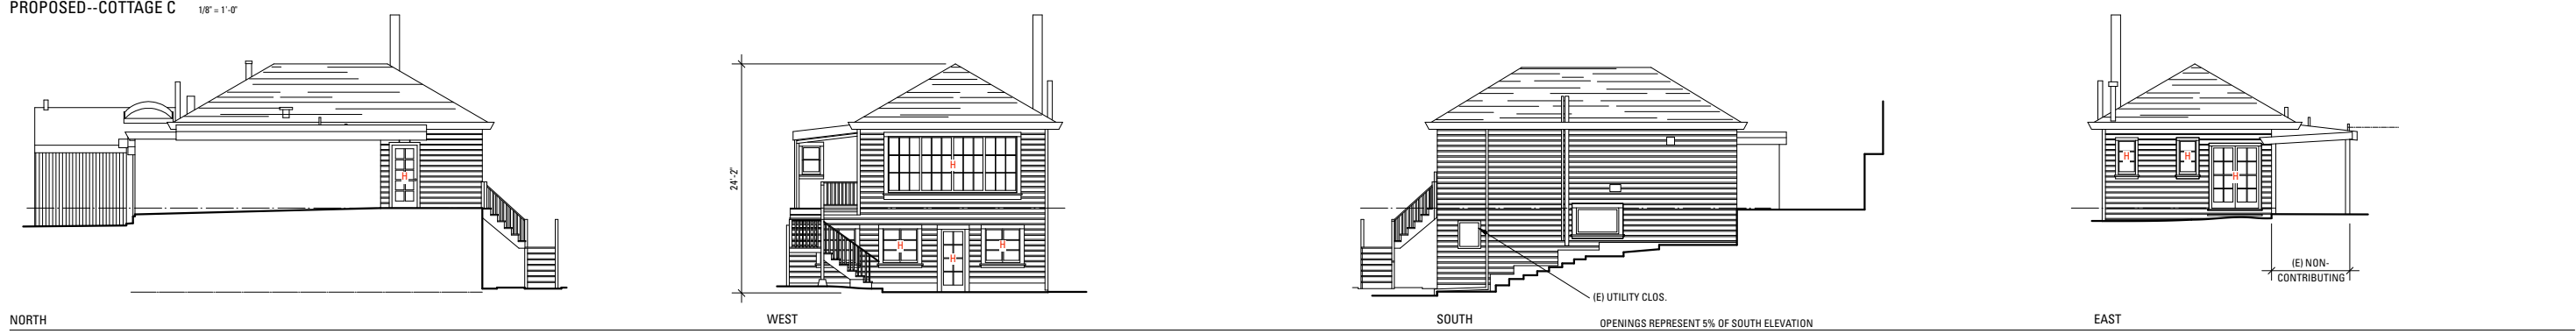 PROPOSED--COTTAGE C 1/8" = 1'-0"
H
24'-2"
H
H
H
H
(E) UTILITY CLOS.
H
H
H
(E) NON-
CONTRIBUTING
NORTH
WEST
SOUTH
OPENINGS REPRESENT 5% OF SOUTH ELEVATION
EAST